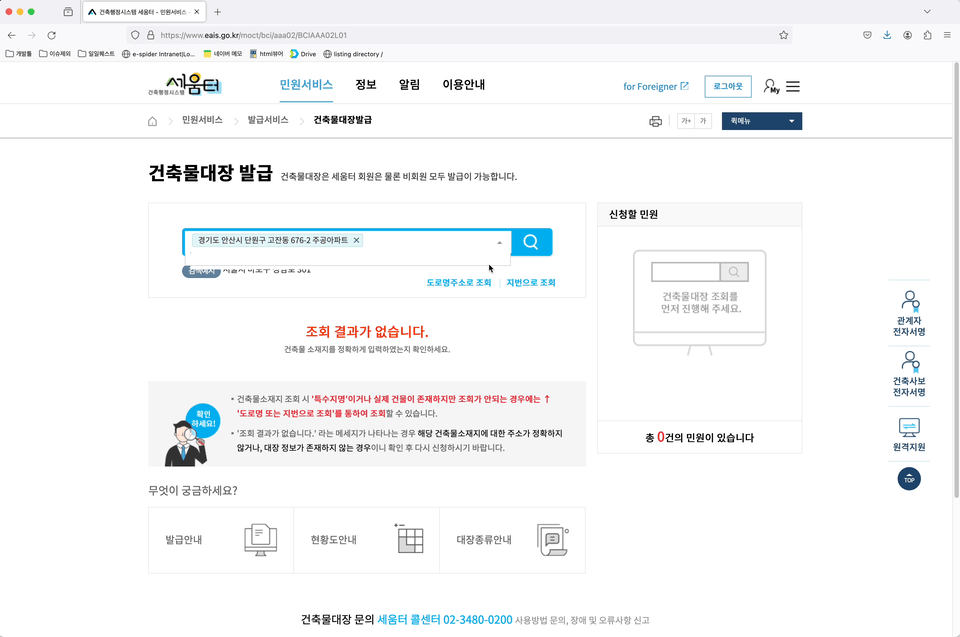 건축행정시스템 세움터 - 민원서비스 -
https://www.eais.go.kr/moct/bci/aaa02/BCIAAA02L01
개발툴
이슈제외
일일퀘스트
e-spider Intranet|Lo...
네이버 메모
html뷰어
Drive
listing directory /
건축행정시스템 세움터
민원서비스 정보 알림 이용안내
for Foreigner
로그아웃
My
민원서비스 발급서비스 건축물대장발급
가+ 가
퀵메뉴
건축물대장 발급 건축물대장은 세움터 회원은 물론 비회원 모두 발급이 가능합니다.
경기도 안산시 단원구 고잔동 676-2 주공아파트 ×
도로명주소로 조회 | 지번으로 조회
조회 결과가 없습니다.
건축물 소재지를 정확하게 입력하였는지 확인하세요.
확인
하세요!
• 건축물소재지 조회 시 '특수지명'이거나 실제 건물이 존재하지만 조회가 안되는 경우에는 ↑
'도로명 또는 지번으로 조회'를 통하여 조회할 수 있습니다.
• '조회 결과가 없습니다.' 라는 메세지가 나타나는 경우 해당 건축물소재지에 대한 주소가 정확하지
않거나, 대장 정보가 존재하지 않는 경우이니 확인 후 다시 신청하시기 바랍니다.
무엇이 궁금하세요?
발급안내
현황도안내
대장종류안내
신청할 민원
건축물대장 조회를
먼저 진행해 주세요.
총 0건의 민원이 있습니다
관계자
전자서명
건축사보
전자서명
원격지원
TOP
건축물대장 문의 세움터 콜센터 02-3480-0200 사용방법 문의, 장애 및 오류사항 신고